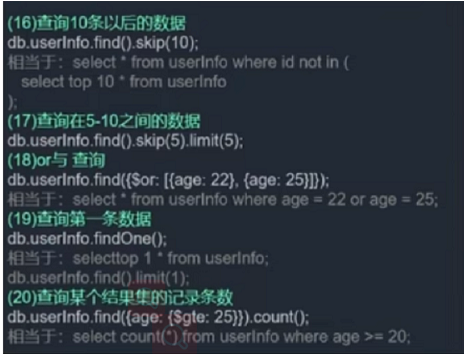 (16)查询10条以后的数据
db.userInfo.find().skip(10);
相当于：select * from userInfo where id not in (
select top 10 * from userInfo
);
(17)查询在5-10之间的数据
db.userInfo.find().skip(5).limit(5);
(18)or与 查询
db.userInfo.find({$or: [{age: 22}, {age: 25}]});
相当于：select * from userInfo where age = 22 or age = 25;
(19)查询第一条数据
db.userInfo.findOne();
相当于：selecttop 1 * from userInfo;
db.userInfo.find().limit(1);
(20)查询某个结果集的记录条数
db.userInfo.find({age: {$gte: 25}}).count();
相当于：select count(*) from userInfo where age >= 20;